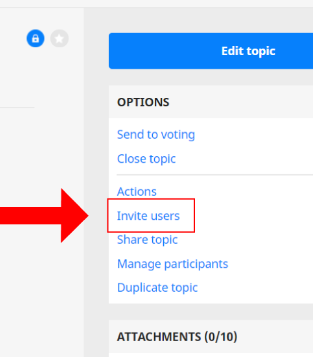 Edit topic
OPTIONS
Send to voting
Close topic
Actions
Invite users
Share topic
Manage participants
Duplicate topic
ATTACHMENTS (0/10)